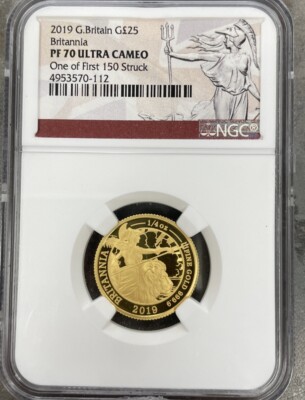 2019 G.Britain G£25
Britannia
PF 70 ULTRA CAMEO
One of First 150 Struck
4953570-112
NGC®
BRITANNIA
1/4 OZ
FINE GOLD 999.9
2019